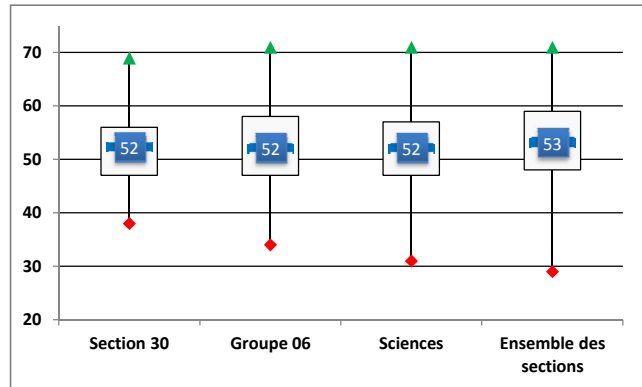 70
60
50
40
30
20
52
52
52
53
Section 30
Groupe 06
Sciences
Ensemble des
sections